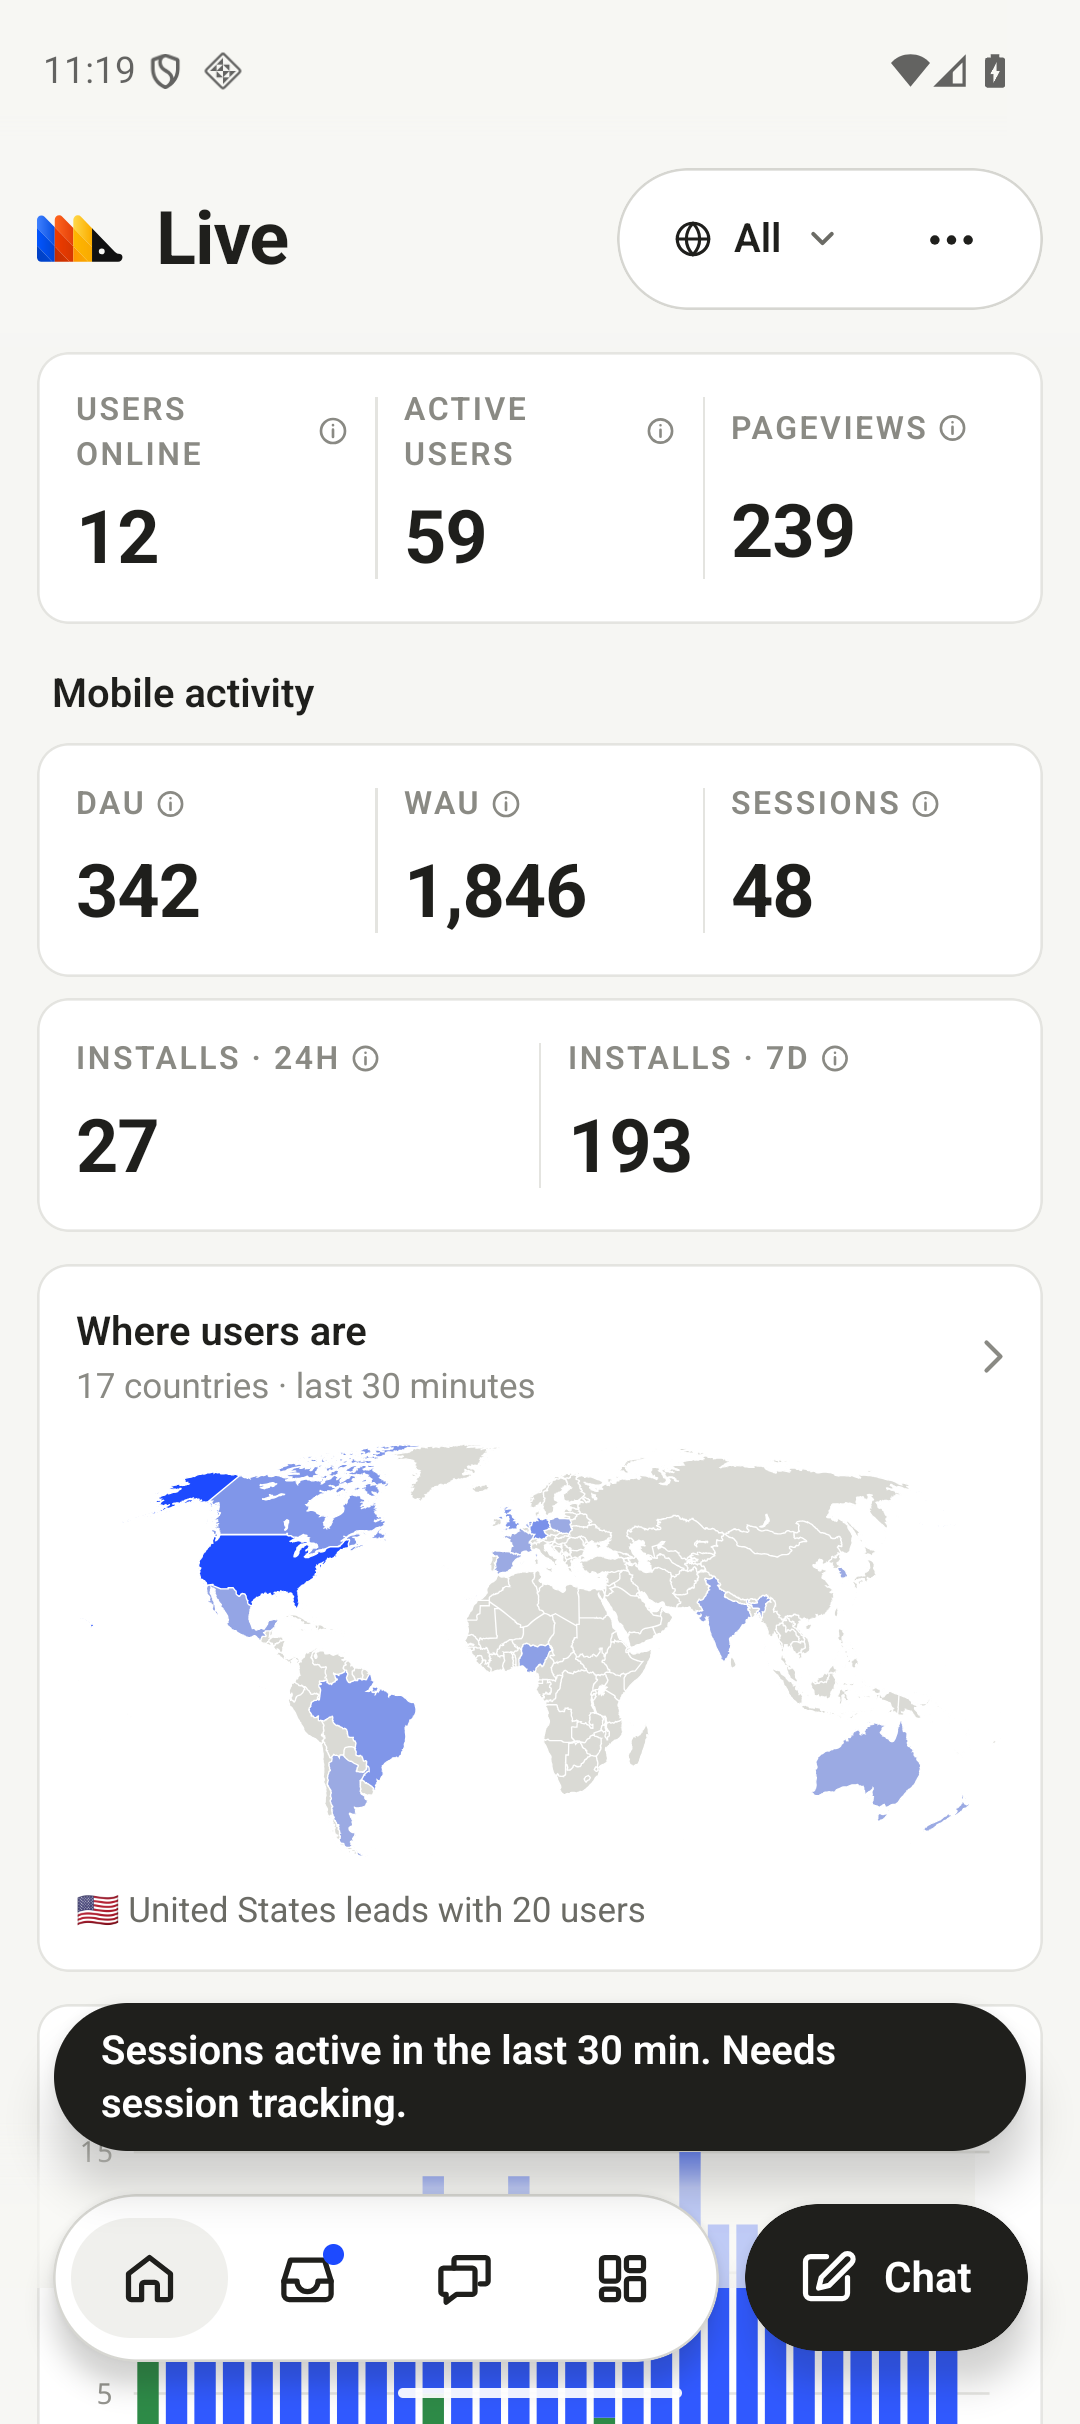 11:19
Live
All
USERS ONLINE
12
ACTIVE USERS
59
PAGEVIEWS
239
Mobile activity
DAU
342
WAU
1,846
SESSIONS
48
INSTALLS · 24H
27
INSTALLS · 7D
193
Where users are
17 countries · last 30 minutes
🇺🇸 United States leads with 20 users
Sessions active in the last 30 min. Needs
session tracking.
15
Chat
5